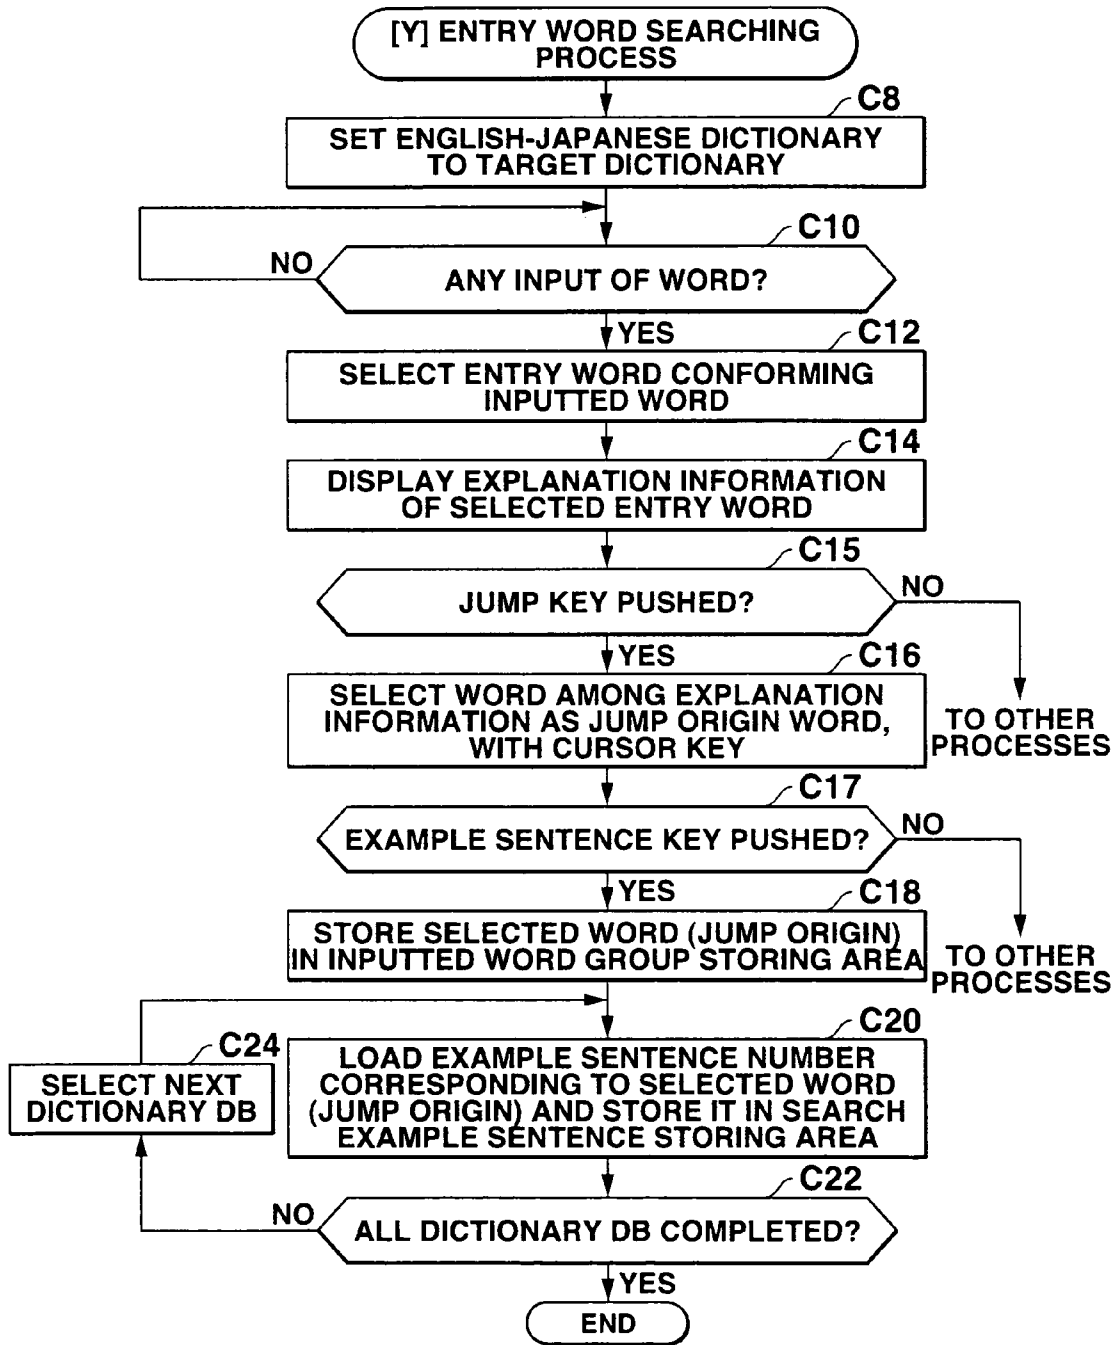 [Y] ENTRY WORD SEARCHING
PROCESS
C8
SET ENGLISH-JAPANESE DICTIONARY
TO TARGET DICTIONARY
C10
NO
ANY INPUT OF WORD?
YES
C12
SELECT ENTRY WORD CONFORMING
INPUTTED WORD
C14
DISPLAY EXPLANATION INFORMATION
OF SELECTED ENTRY WORD
C15
NO
JUMP KEY PUSHED?
YES
C16
SELECT WORD AMONG EXPLANATION
INFORMATION AS JUMP ORIGIN WORD,
WITH CURSOR KEY
TO OTHER
PROCESSES
C17
NO
EXAMPLE SENTENCE KEY PUSHED?
YES
C18
STORE SELECTED WORD (JUMP ORIGIN)
IN INPUTTED WORD GROUP STORING AREA
TO OTHER
PROCESSES
C24
SELECT NEXT
DICTIONARY DB
C20
LOAD EXAMPLE SENTENCE NUMBER
CORRESPONDING TO SELECTED WORD
(JUMP ORIGIN) AND STORE IT IN SEARCH
EXAMPLE SENTENCE STORING AREA
C22
NO
ALL DICTIONARY DB COMPLETED?
YES
END